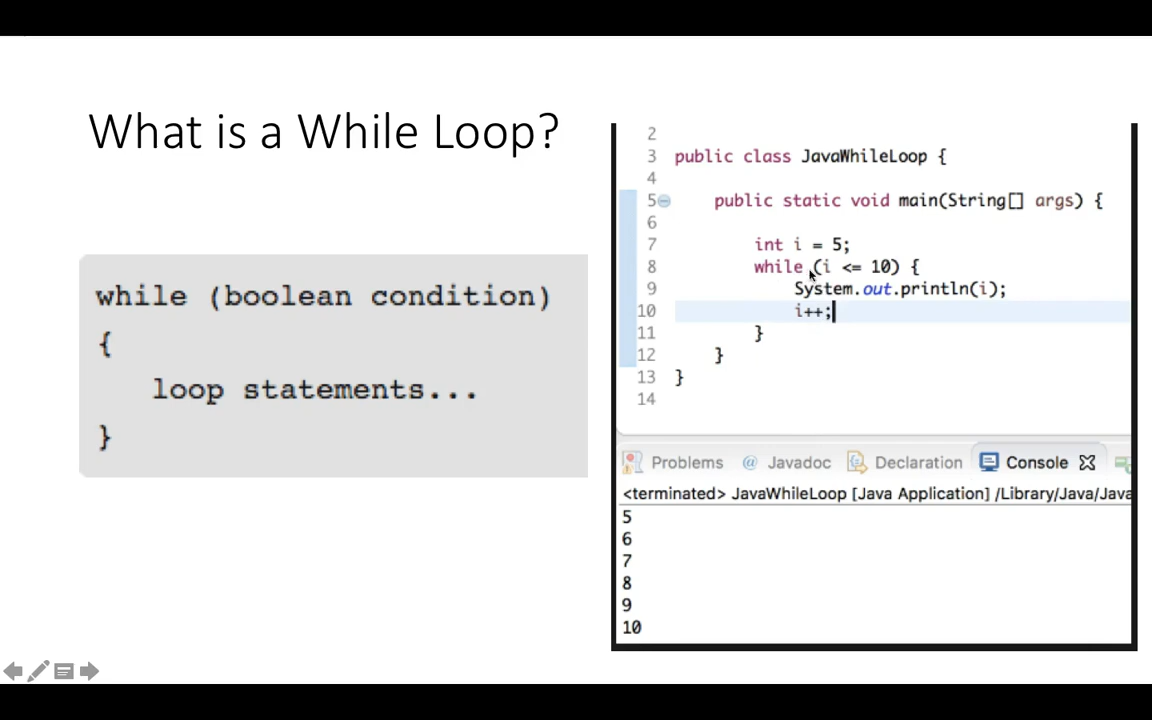 What is a While Loop?
while (boolean condition)
{
loop statements...
}
2
3 public class JavaWhileLoop {
4
5 public static void main(String[] args) {
6
7 int i = 5;
8 while (i <= 10) {
9 System.out.println(i);
10 i++;
11 }
12 }
13 }
14
Problems @ Javadoc Declaration Console
<terminated> JavaWhileLoop [Java Application] /Library/Java/Java
5
6
7
8
9
10